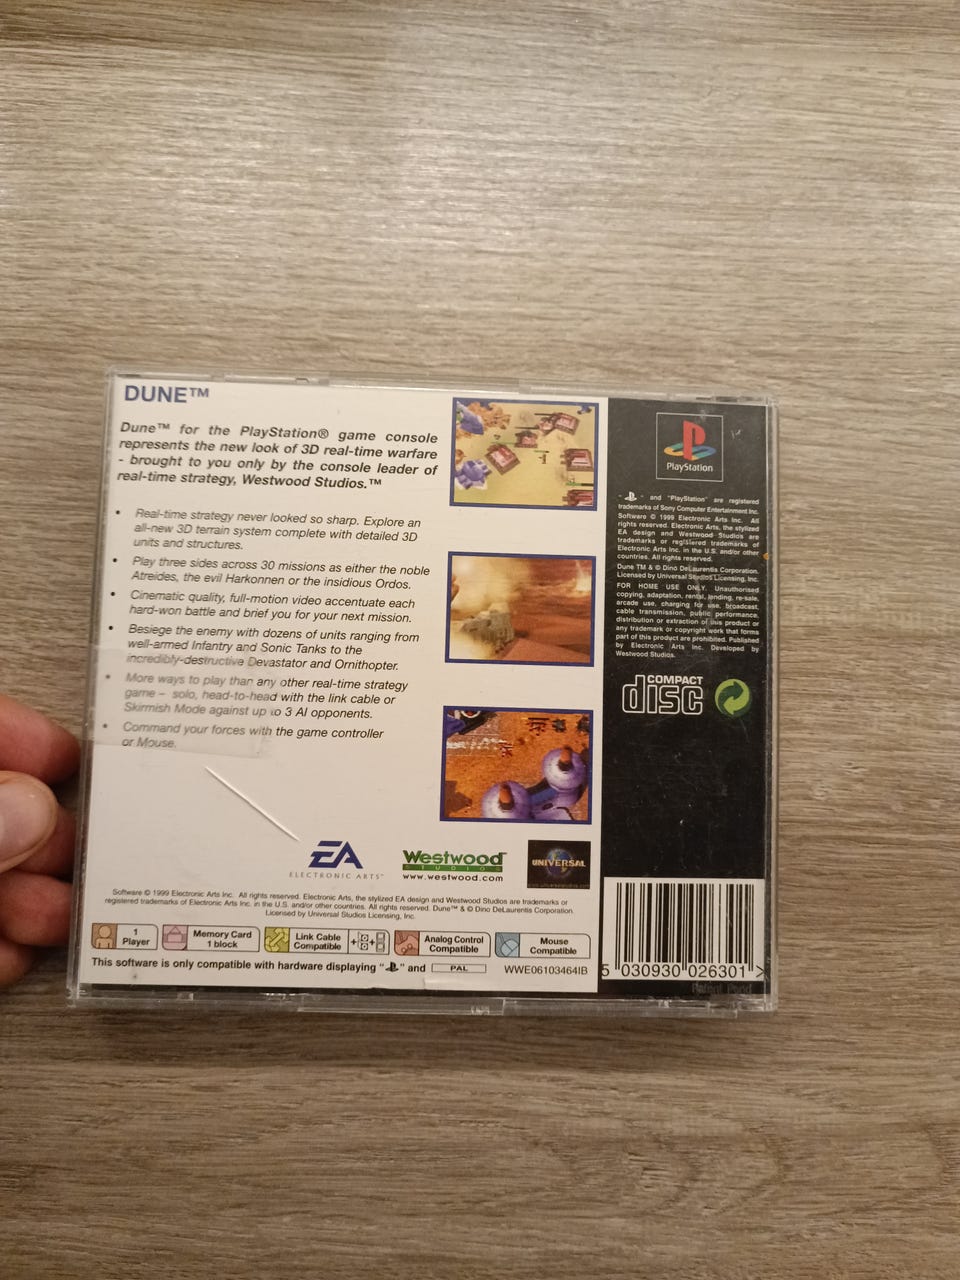 DUNE™
Dune™ for the PlayStation® game console
represents the new look of 3D real-time warfare
- brought to you only by the console leader of
real-time strategy, Westwood Studios.™
• Real-time strategy never looked so sharp. Explore an
all-new 3D terrain system complete with detailed 3D
units and structures.
• Play three sides across 30 missions as either the noble
Atreides, the evil Harkonnen or the insidious Ordos.
• Cinematic quality, full-motion video accentuate each
hard-won battle and brief you for your next mission.
• Besiege the enemy with dozens of units ranging from
well-armed Infantry and Sonic Tanks to the
incredibly-destructive Devastator and Ornithopter.
• More ways to play than any other real-time strategy
game – solo, head-to-head with the link cable or
Skirmish Mode against up to 3 AI opponents.
• Command your forces with the game controller
or Mouse.
EA
ELECTRONIC ARTS™
Westwood
STUDIOS
www.westwood.com
UNIVERSAL
Software © 1999 Electronic Arts Inc. All rights reserved. Electronic Arts, the stylized EA design and Westwood Studios are trademarks or
registered trademarks of Electronic Arts Inc. in the U.S. and/or other countries. All rights reserved. Dune™ & © Dino DeLaurentis Corporation.
Licensed by Universal Studios Licensing, Inc.
1
Player
Memory Card
1 block
Link Cable
Compatible
Analog Control
Compatible
Mouse
Compatible
This software is only compatible with hardware displaying " " and PAL
WWE06103464IB
PlayStation
" " and "PlayStation" are registered
trademarks of Sony Computer Entertainment Inc.
Software © 1999 Electronic Arts Inc. All
rights reserved. Electronic Arts, the stylized
EA design and Westwood Studios are
trademarks or registered trademarks of
Electronic Arts Inc. in the U.S. and/or other
countries. All rights reserved.
Dune TM & © Dino DeLaurentis Corporation.
Licensed by Universal Studios Licensing, Inc.
FOR HOME USE ONLY. Unauthorised
copying, adaptation, rental, lending, re-sale,
arcade use, charging for use, broadcast,
cable transmission, public performance,
distribution or extraction of this product or
any trademark or copyright work that forms
part of this product are prohibited. Published
by Electronic Arts Inc. Developed by
Westwood Studios.
COMPACT
disc
5 030930 026301 >